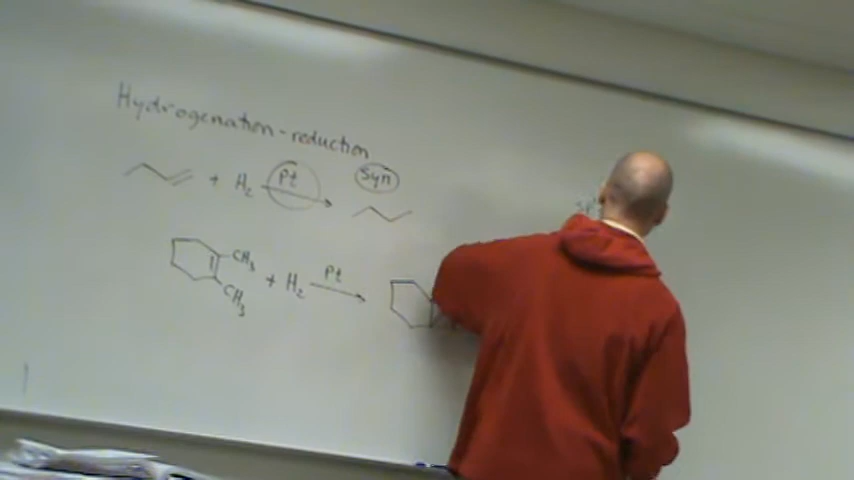 Hydrogenation-reduction
+ H2 Pt Syn
CH3
+ H2 Pt
CH3